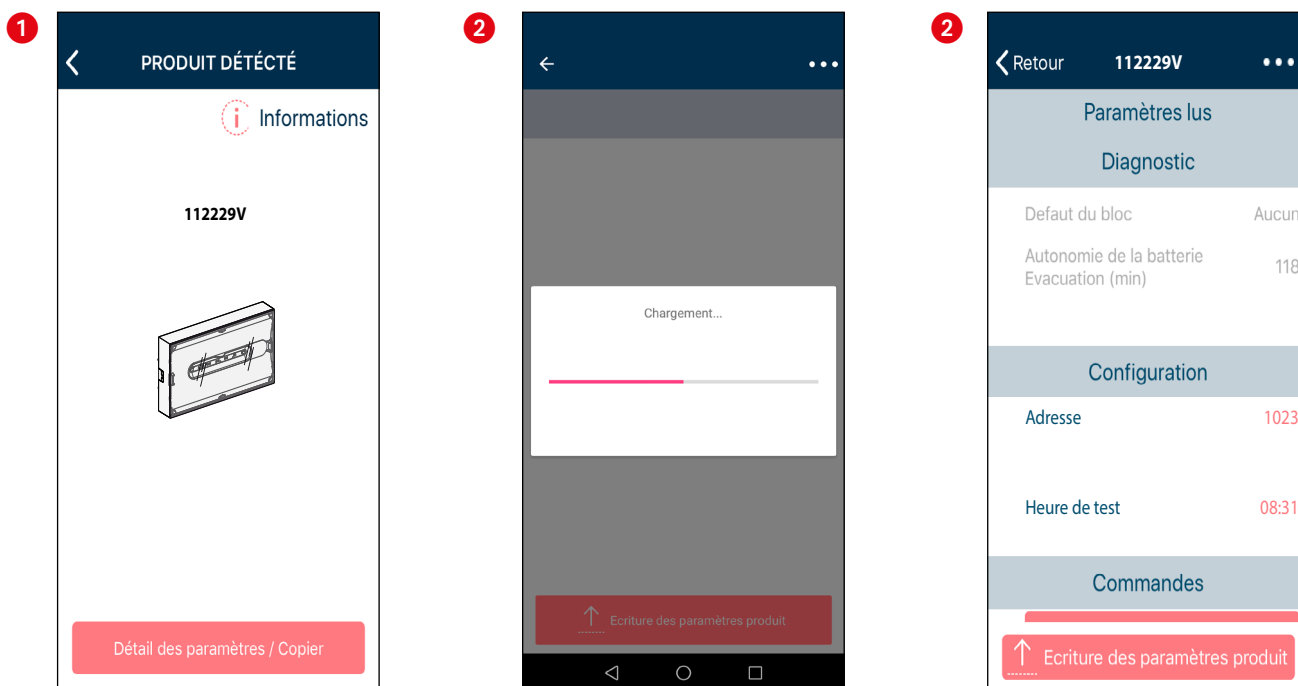 1
PRODUIT DÉTÉCTÉ
i Informations
112229V
Détail des paramètres / Copier
2
Chargement...
Ecriture des paramètres produit
2
Retour 112229V
Paramètres lus
Diagnostic
Defaut du bloc Aucun
Autonomie de la batterie
Evacuation (min) 118
Configuration
Adresse 1023
Heure de test 08:31
Commandes
Ecriture des paramètres produit